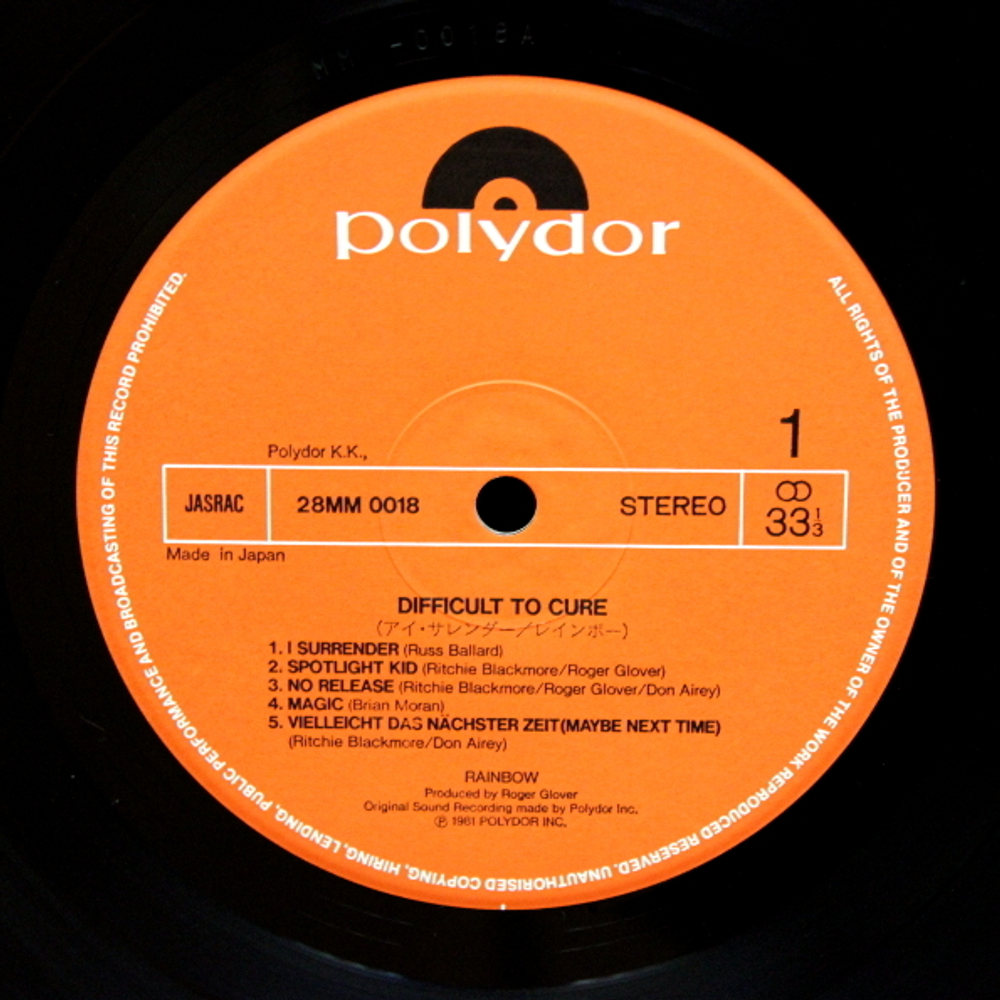 MM -0018A
polydor
ALL RIGHTS OF THE PRODUCER AND OF THE OWNER OF THE WORK REPRODUCED RESERVED. UNAUTHORISED COPYING, HIRING, LENDING, PUBLIC PERFORMANCE AND BROADCASTING OF THIS RECORD PROHIBITED.
1
Polydor K.K.,
JASRAC 28MM 0018 STEREO 33 1/3
Made in Japan
DIFFICULT TO CURE
(アイ・サレンダー/レインボー)
1. I SURRENDER (Russ Ballard)
2. SPOTLIGHT KID (Ritchie Blackmore/Roger Glover)
3. NO RELEASE (Ritchie Blackmore/Roger Glover/Don Airey)
4. MAGIC (Brian Moran)
5. VIELLEICHT DAS NÄCHSTER ZEIT(MAYBE NEXT TIME)
(Ritchie Blackmore/Don Airey)
RAINBOW
Produced by Roger Glover
Original Sound Recording made by Polydor Inc.
℗ 1981 POLYDOR INC.